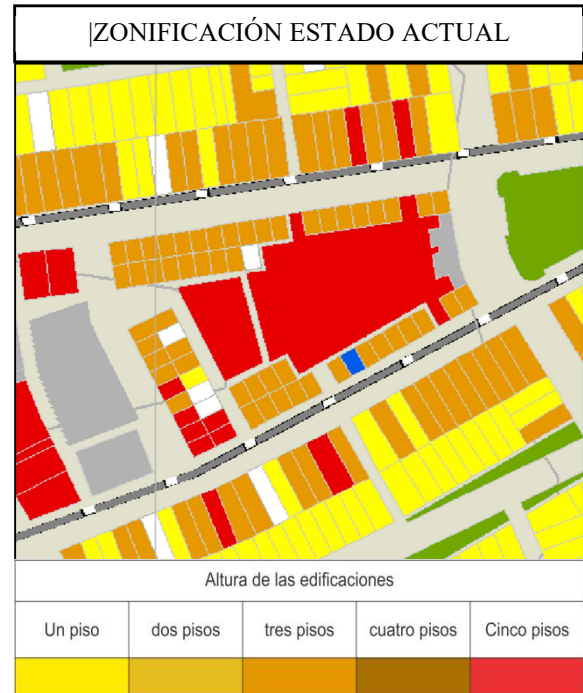 |ZONIFICACIÓN ESTADO ACTUAL
Altura de las edificaciones
Un piso dos pisos tres pisos cuatro pisos Cinco pisos